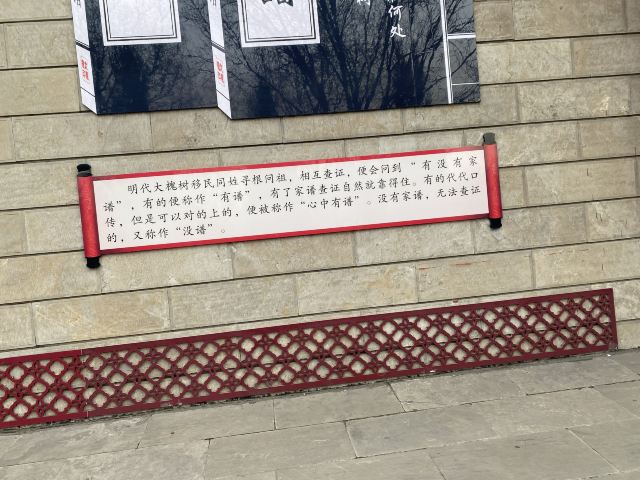 何处
明代大槐树移民同姓寻根问祖，相互查证，便会问到“有没有家
谱”，有的便称作“有谱”，有了家谱查证自然就靠得住。有的代代口
传，但是可以对的上的，便被称作“心中有谱”。没有家谱，无法查证
的，又称作“没谱”。